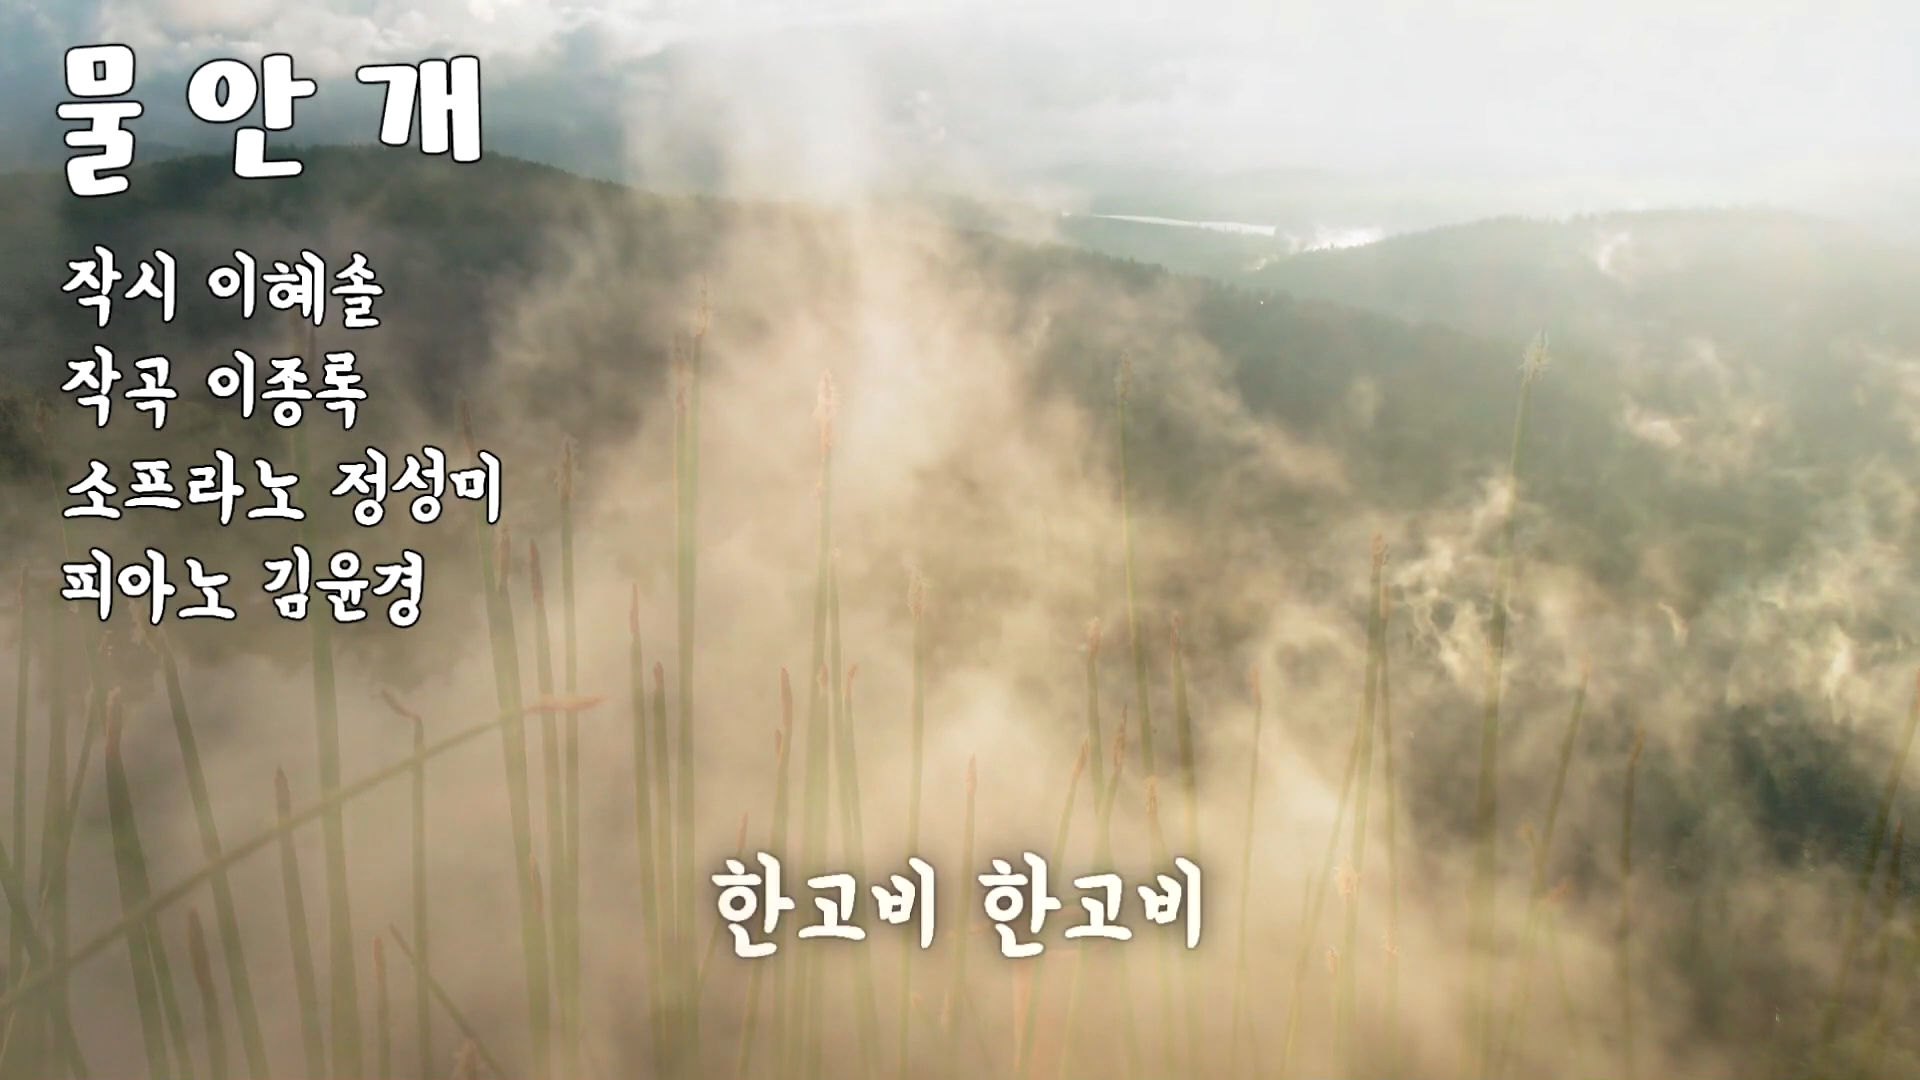 물안개
작시 이혜솔
작곡 이종록
소프라노 정성미
피아노 김윤경
한고비 한고비